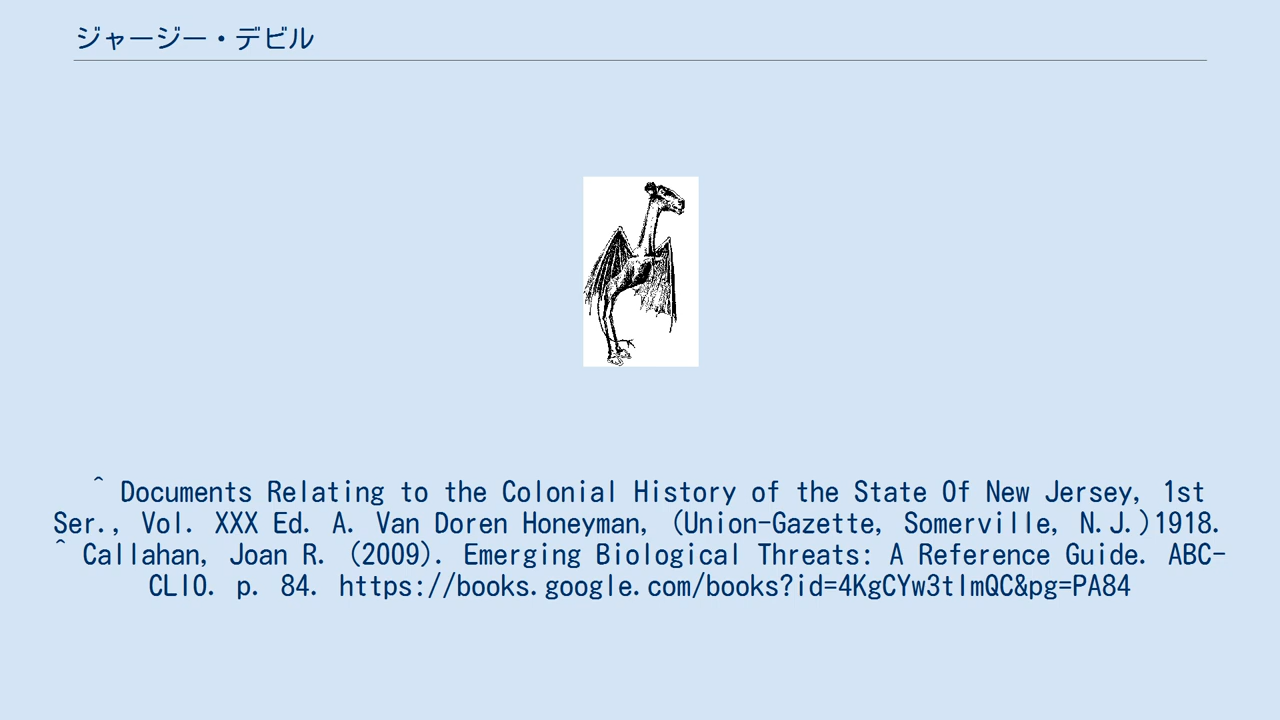 ジャージー・デビル
^ Documents Relating to the Colonial History of the State Of New Jersey, 1st
Ser., Vol. XXX Ed. A. Van Doren Honeyman, (Union-Gazette, Somerville, N.J.)1918.
^ Callahan, Joan R. (2009). Emerging Biological Threats: A Reference Guide. ABC-
CLIO. p. 84. https://books.google.com/books?id=4KgCYw3tlmQC&pg=PA84